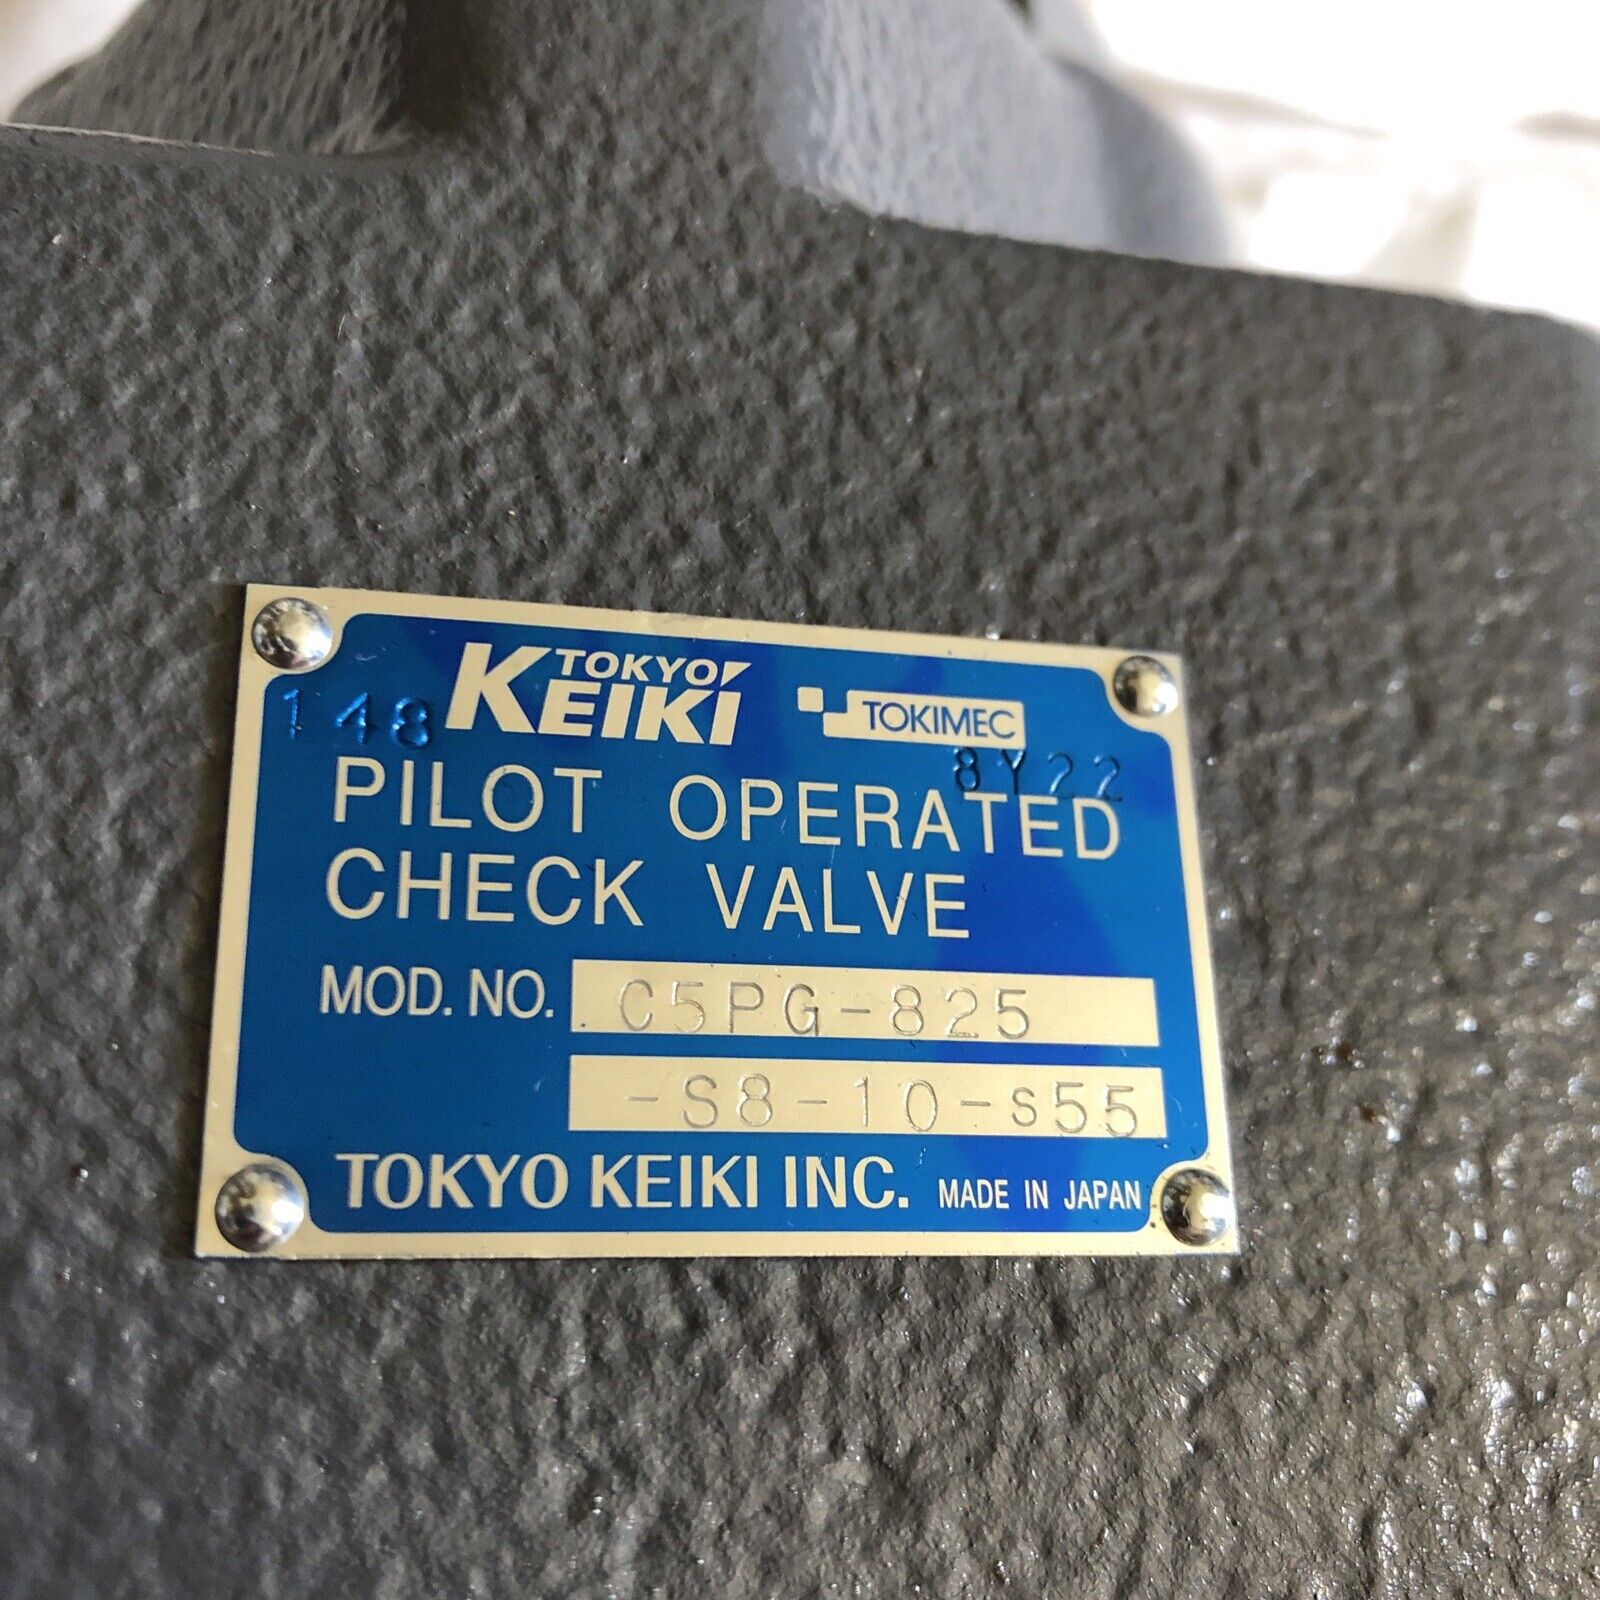 TOKYO
KEIKI
TOKIMEC
148
8Y22
PILOT OPERATED
CHECK VALVE
MOD. NO. C5PG-825
-S8-10-S55
TOKYO KEIKI INC. MADE IN JAPAN